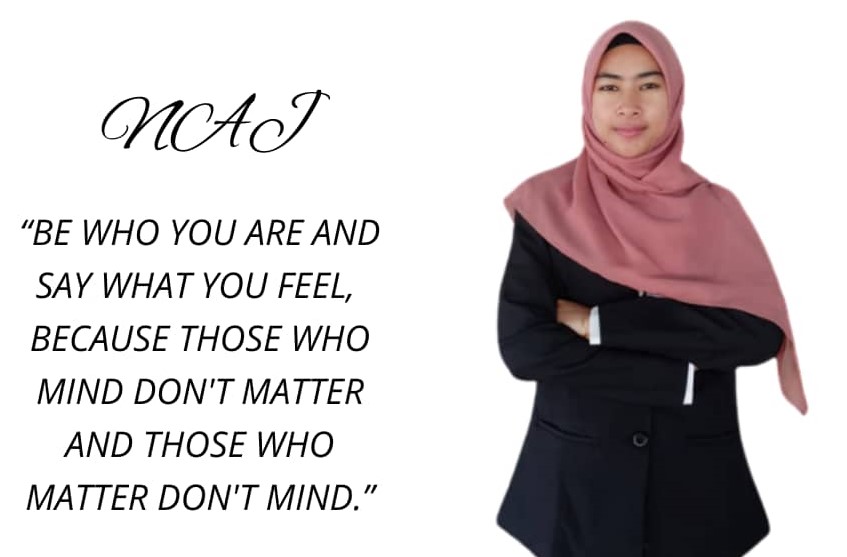 NAJ
“BE WHO YOU ARE AND
SAY WHAT YOU FEEL,
BECAUSE THOSE WHO
MIND DON'T MATTER
AND THOSE WHO
MATTER DON'T MIND.”